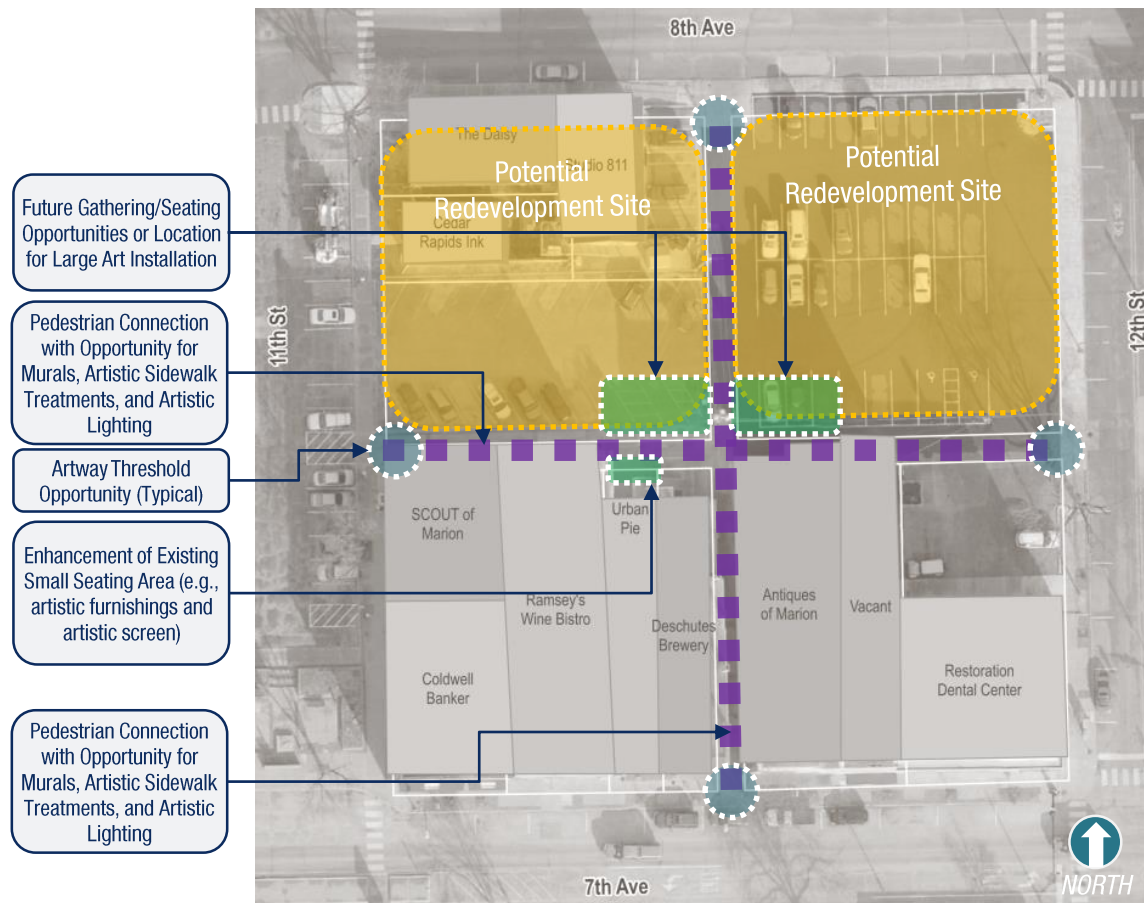 8th Ave
The Daisy
Studio 811
Potential
Redevelopment Site
Potential
Redevelopment Site
Cedar
Rapids Ink
Future Gathering/Seating
Opportunities or Location
for Large Art Installation
11th St
12th St
Pedestrian Connection
with Opportunity for
Murals, Artistic Sidewalk
Treatments, and Artistic
Lighting
Artway Threshold
Opportunity (Typical)
SCOUT of
Marion
Urban
Pie
Enhancement of Existing
Small Seating Area (e.g.,
artistic furnishings and
artistic screen)
Ramsey's
Wine Bistro
Deschutes
Brewery
Antiques
of Marion
Vacant
Coldwell
Banker
Restoration
Dental Center
Pedestrian Connection
with Opportunity for
Murals, Artistic Sidewalk
Treatments, and Artistic
Lighting
7th Ave
NORTH